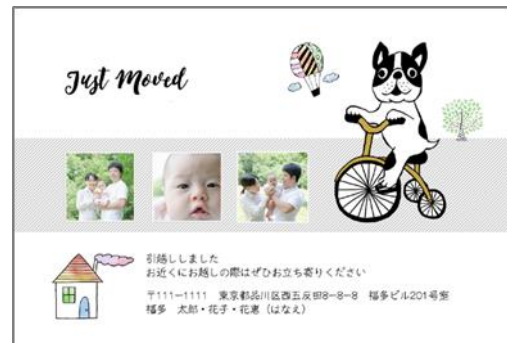 Just Moved
引越ししました
お近くにお越しの際はぜひお立ち寄りください
〒111-1111　東京都品川区西五反田8-8-8　福多ビル201号室
福多　太郎・花子・花恵（はなえ）